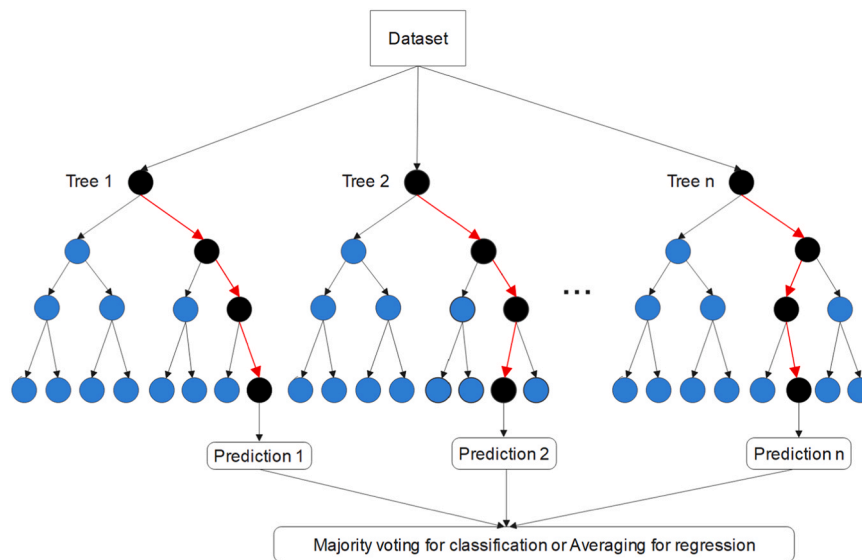 Dataset
Tree 1
Tree 2
Tree n
...
Prediction 1
Prediction 2
Prediction n
Majority voting for classification or Averaging for regression